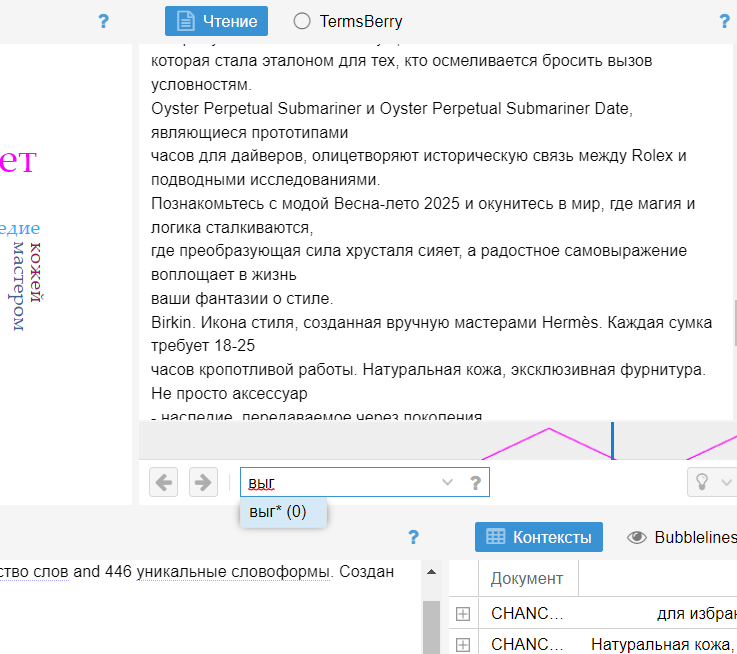 ?
Чтение
TermsBerry
?
которая стала эталоном для тех, кто осмеливается бросить вызов
условностям.
Oyster Perpetual Submariner и Oyster Perpetual Submariner Date,
являющиеся прототипами
часов для дайверов, олицетворяют историческую связь между Rolex и
подводными исследованиями.
Познакомьтесь с модой Весна-лето 2025 и окунитесь в мир, где магия и
логика сталкиваются,
где преобразующая сила хрусталя сияет, а радостное самовыражение
воплощает в жизнь
ваши фантазии о стиле.
Birkin. Икона стиля, созданная вручную мастерами Hermès. Каждая сумка
требует 18-25
часов кропотливой работы. Натуральная кожа, эксклюзивная фурнитура.
Не просто аксессуар
- наследие, передаваемое через поколения
ет
едие
кожей
мастером
выг
?
выг* (0)
?
Контексты
Bubblelines
ство слов and 446 уникальные словоформы. Создан
Документ
CHANC... для избран
CHANC... Натуральная кожа,